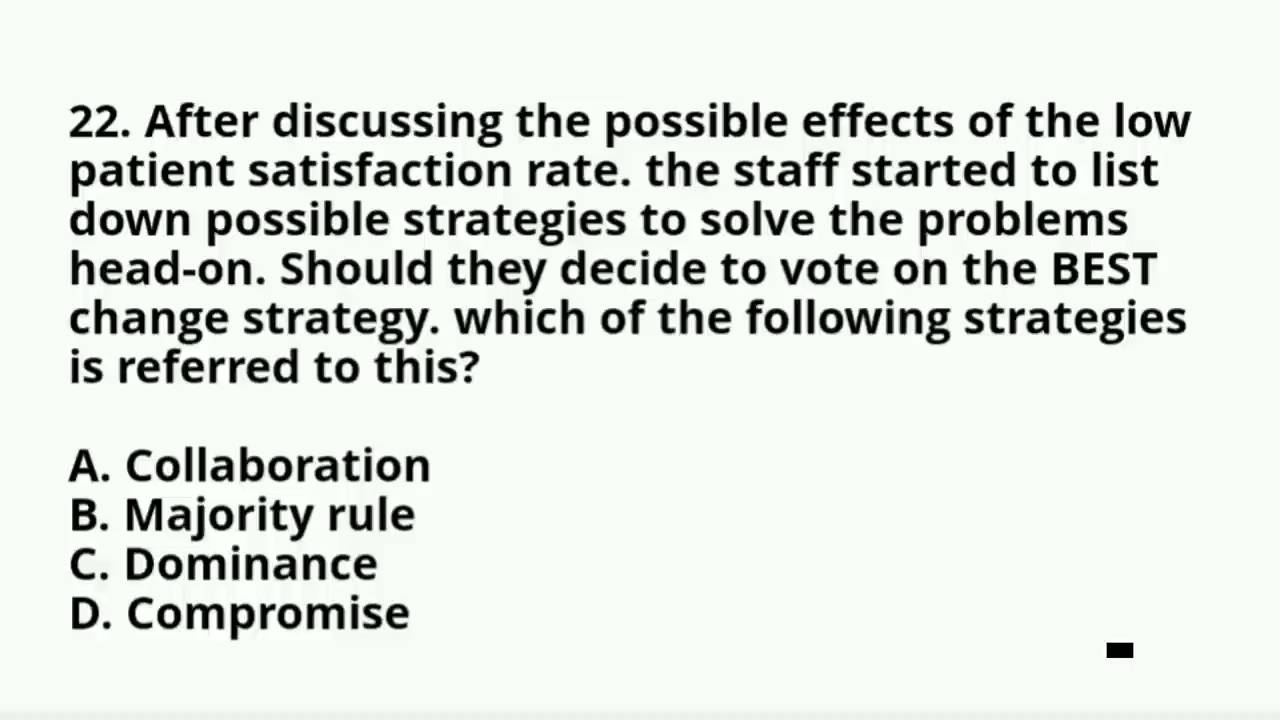 22. After discussing the possible effects of the low
patient satisfaction rate. the staff started to list
down possible strategies to solve the problems
head-on. Should they decide to vote on the BEST
change strategy. which of the following strategies
is referred to this?
A. Collaboration
B. Majority rule
C. Dominance
D. Compromise